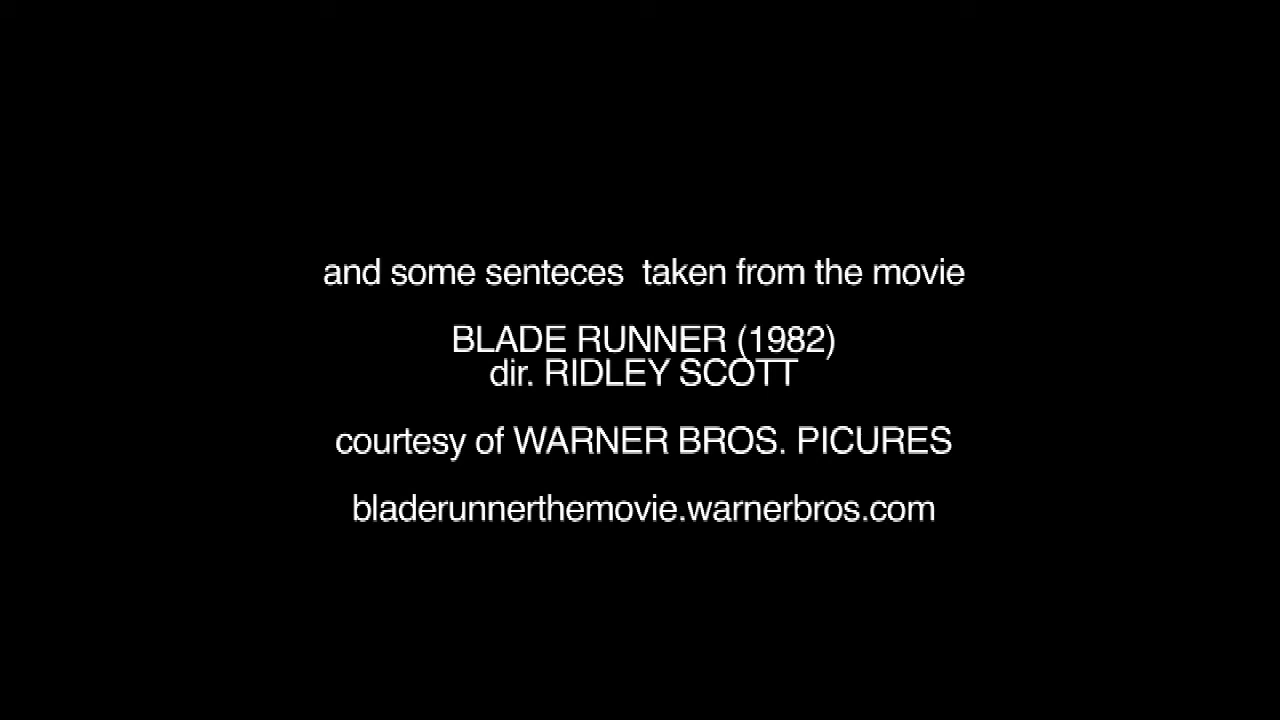 and some senteces  taken from the movie
BLADE RUNNER (1982)
dir. RIDLEY SCOTT
courtesy of WARNER BROS. PICURES
bladerunnerthemovie.warnerbros.com